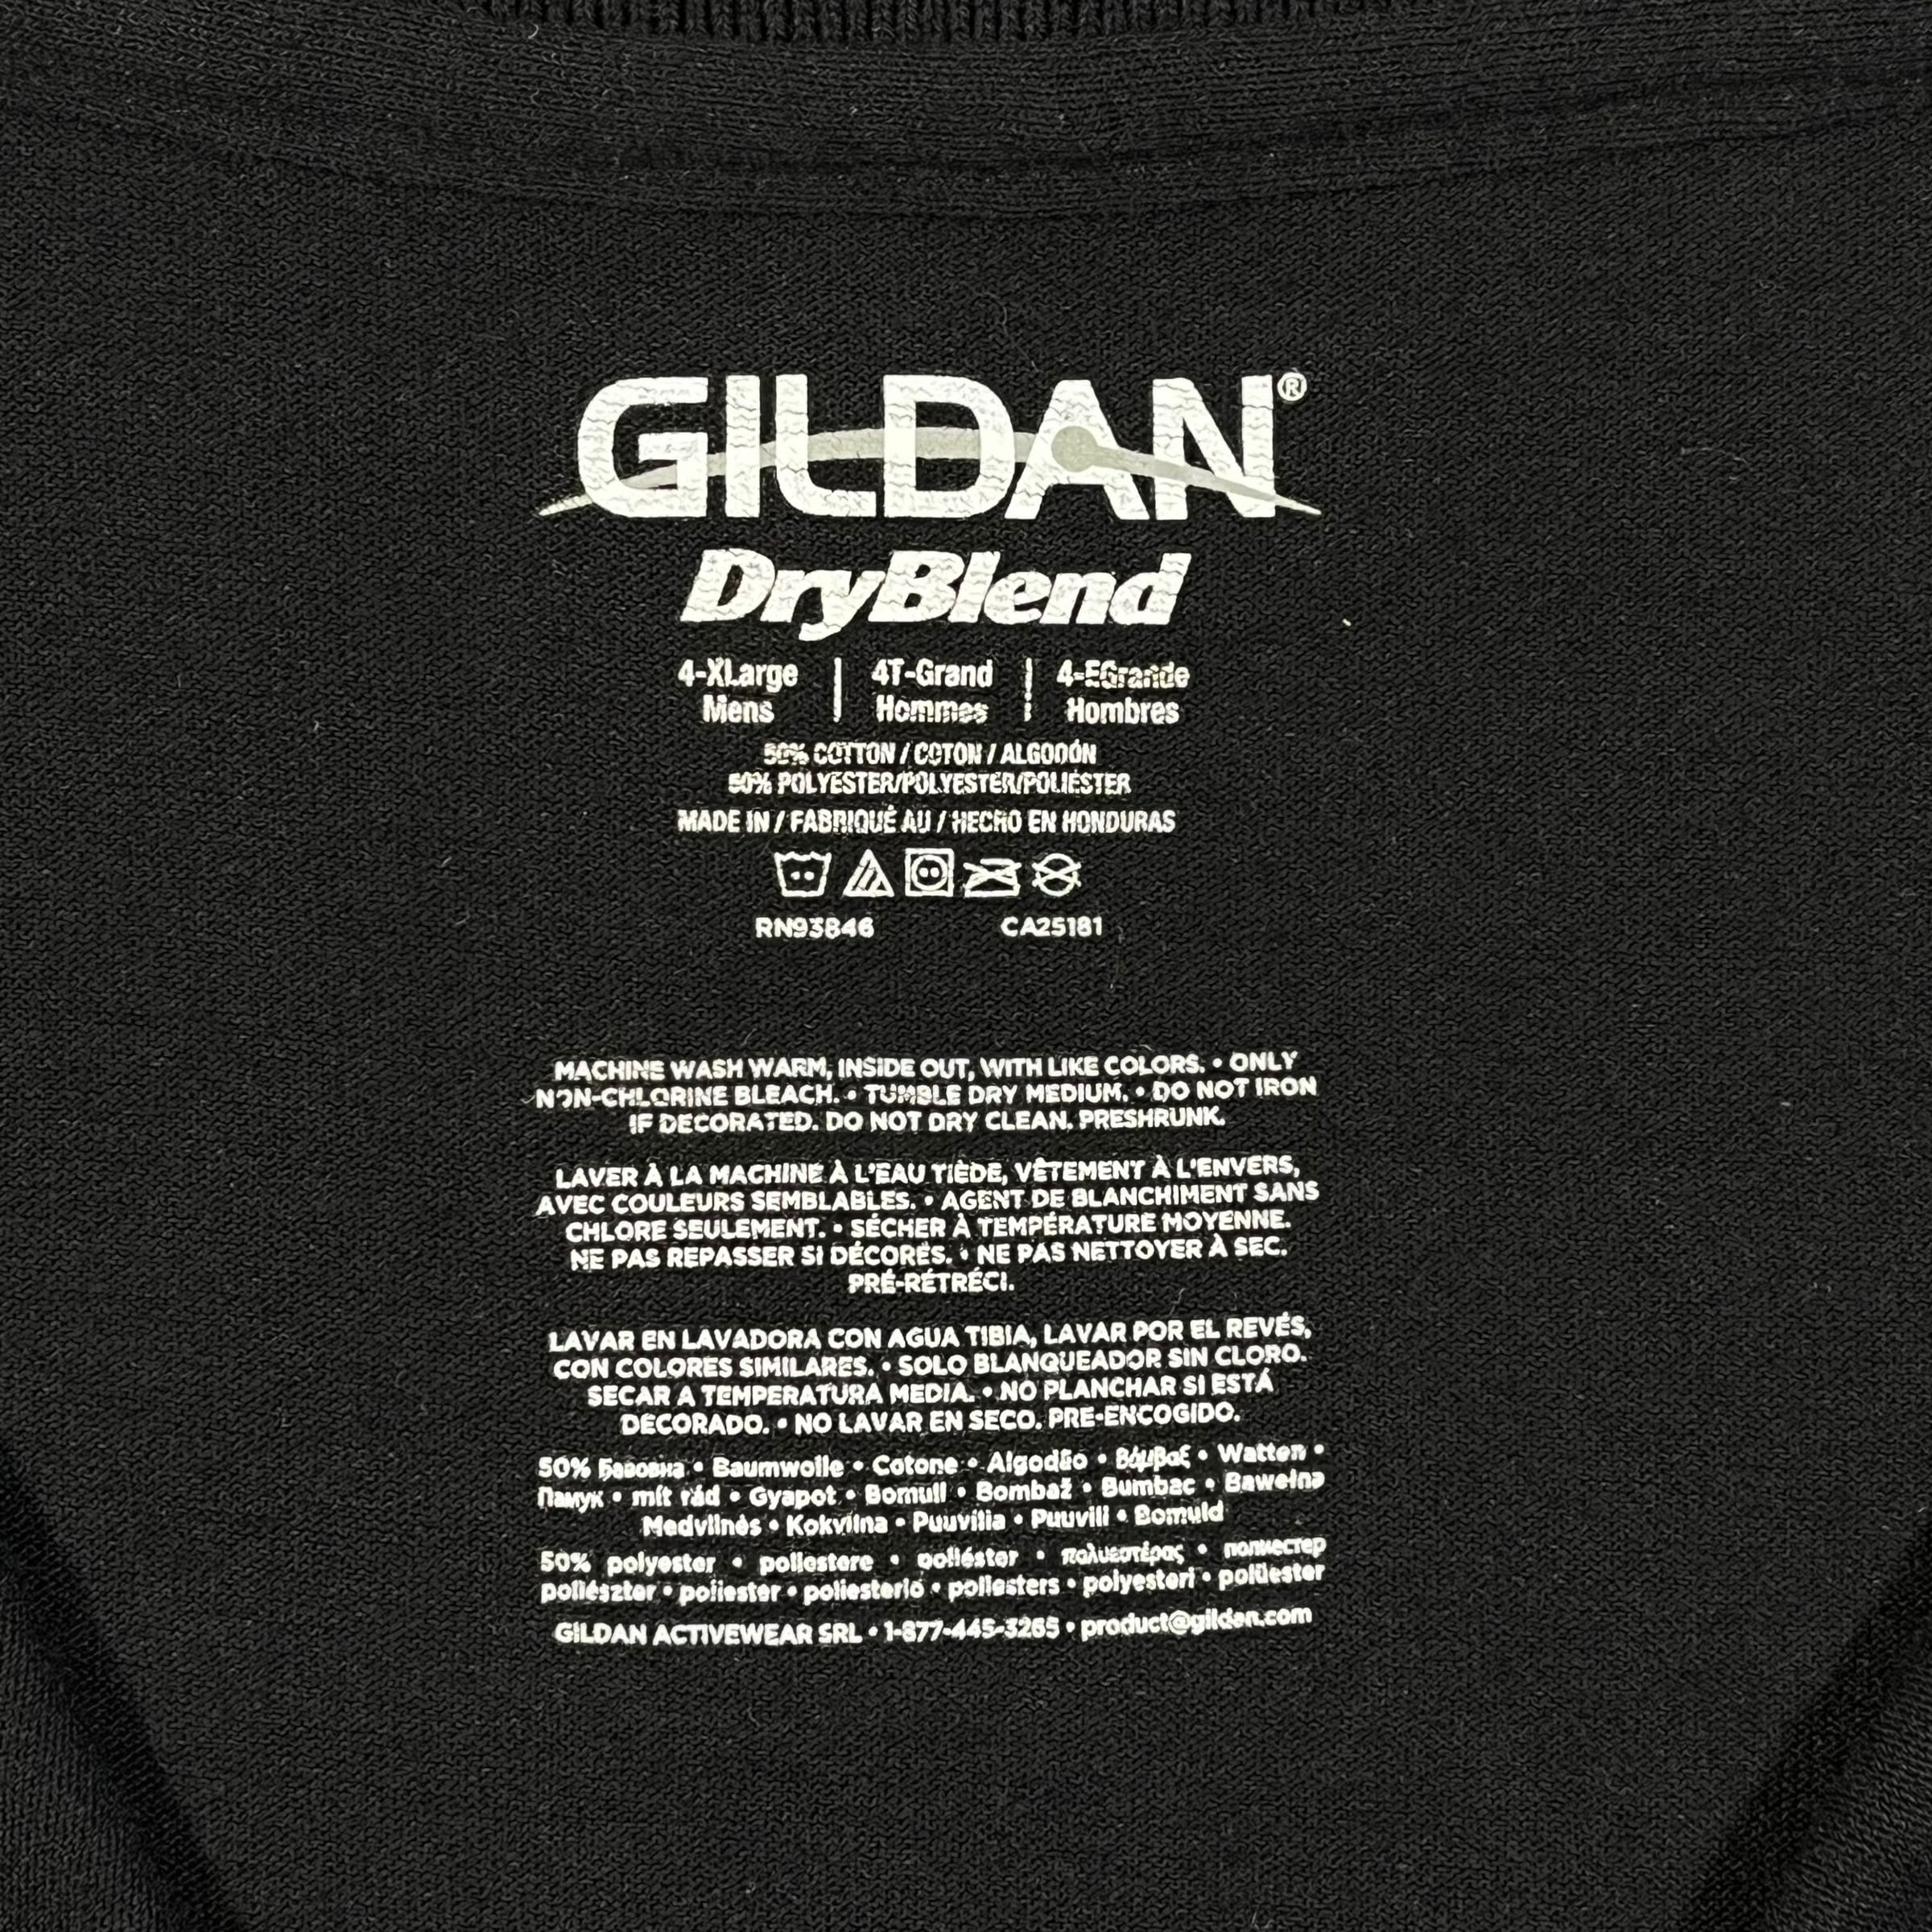 GILDAN®
DryBlend
4-XLarge | 4T-Grand | 4-EGrande
Mens | Hommes | Hombres
50% COTTON / COTON / ALGODÓN
50% POLYESTER/POLYESTER/POLIÉSTER
MADE IN / FABRIQUÉ AU / HECHO EN HONDURAS
RN93846 CA25181
MACHINE WASH WARM, INSIDE OUT, WITH LIKE COLORS. • ONLY
NON-CHLORINE BLEACH. • TUMBLE DRY MEDIUM. • DO NOT IRON
IF DECORATED. DO NOT DRY CLEAN. PRESHRUNK.
LAVER À LA MACHINE À L'EAU TIÈDE, VÊTEMENT À L'ENVERS,
AVEC COULEURS SEMBLABLES. • AGENT DE BLANCHIMENT SANS
CHLORE SEULEMENT. • SÉCHER À TEMPÉRATURE MOYENNE.
NE PAS REPASSER SI DÉCORÉS. • NE PAS NETTOYER À SEC.
PRÉ-RÉTRÉCI.
LAVAR EN LAVADORA CON AGUA TIBIA, LAVAR POR EL REVÉS,
CON COLORES SIMILARES. • SOLO BLANQUEADOR SIN CLORO.
SECAR A TEMPERATURA MEDIA. • NO PLANCHAR SI ESTÁ
DECORADO. • NO LAVAR EN SECO. PRE-ENCOGIDO.
50% Бавовна • Baumwolle • Cotone • Algodão • Βάμβαξ • Watten •
Памук • mít rád • Gyapot • Bomull • Bombaž • Bumbac • Bawełna
Medvilnės • Kokvilna • Puuvilla • Puuvill • Bomuld
50% polyester • poliestere • poliéster • πολυεστέρας • полиестер
poliészter • poliester • poliesterio • poliesters • polyesteri • polüester
GILDAN ACTIVEWEAR SRL • 1-877-445-3265 • product@gildan.com